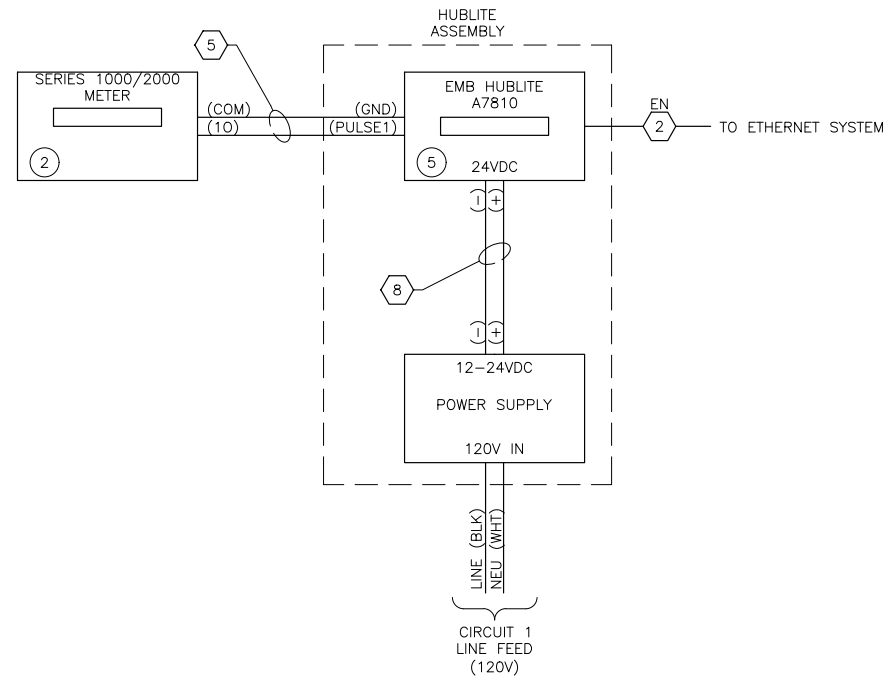 HUBLITE
ASSEMBLY
5
SERIES 1000/2000
METER
(COM)
(10)
2
(GND)
(PULSE1)
EMB HUBLITE
A7810
5
24VDC
EN
2
TO ETHERNET SYSTEM
(-)
(+)
8
(-)
(+)
12-24VDC
POWER SUPPLY
120V IN
LINE (BLK)
NEU (WHT)
CIRCUIT 1
LINE FEED
(120V)